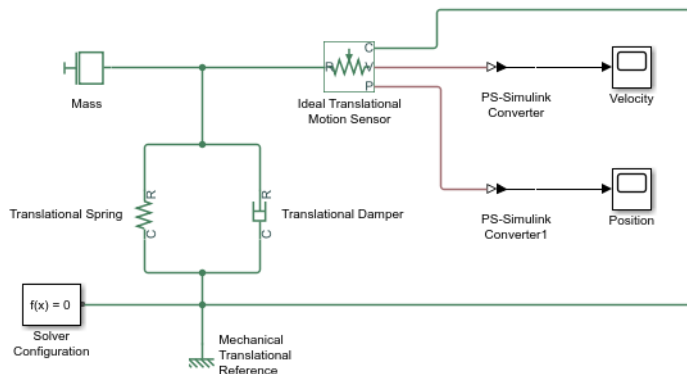 C
R
V
P
Mass
Ideal Translational
Motion Sensor
PS-Simulink
Converter
Velocity
R
R
Translational Spring
Translational Damper
C
C
PS-Simulink
Converter1
Position
f(x) = 0
Solver
Configuration
Mechanical
Translational
Reference